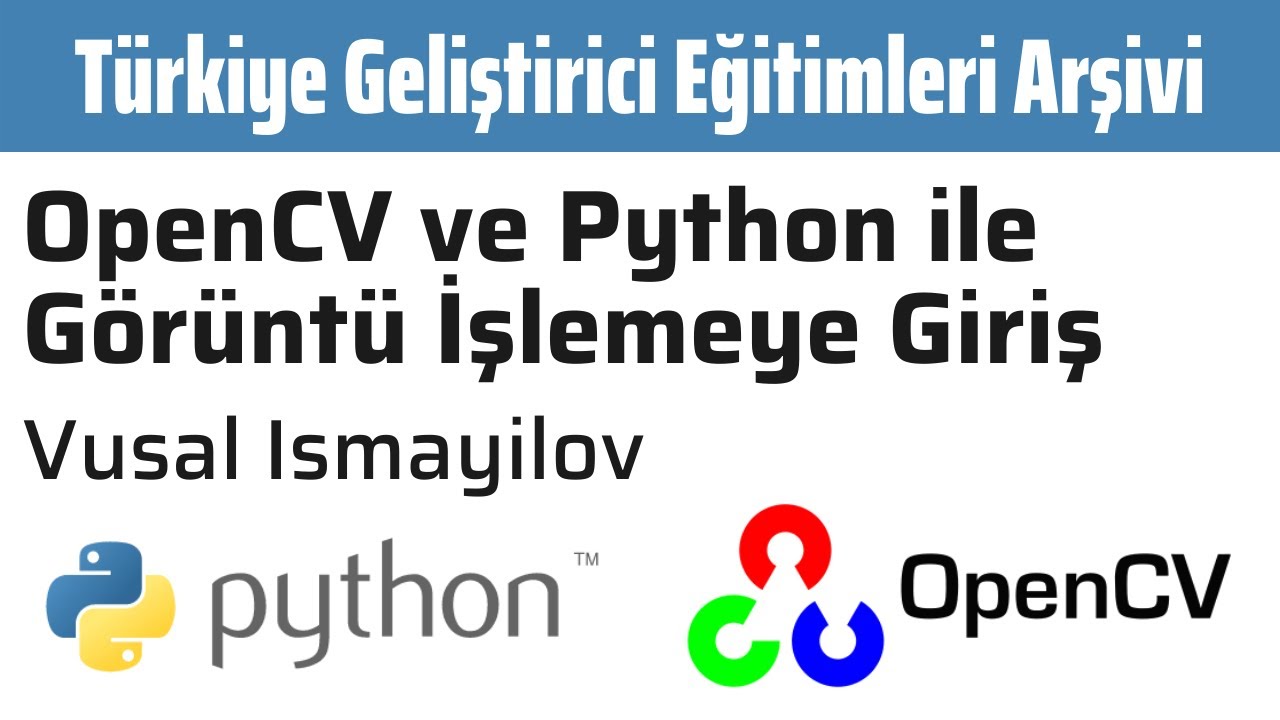 Türkiye Geliştirici Eğitimleri Arşivi
OpenCV ve Python ile
Görüntü İşlemeye Giriş
Vusal Ismayilov
python™
OpenCV